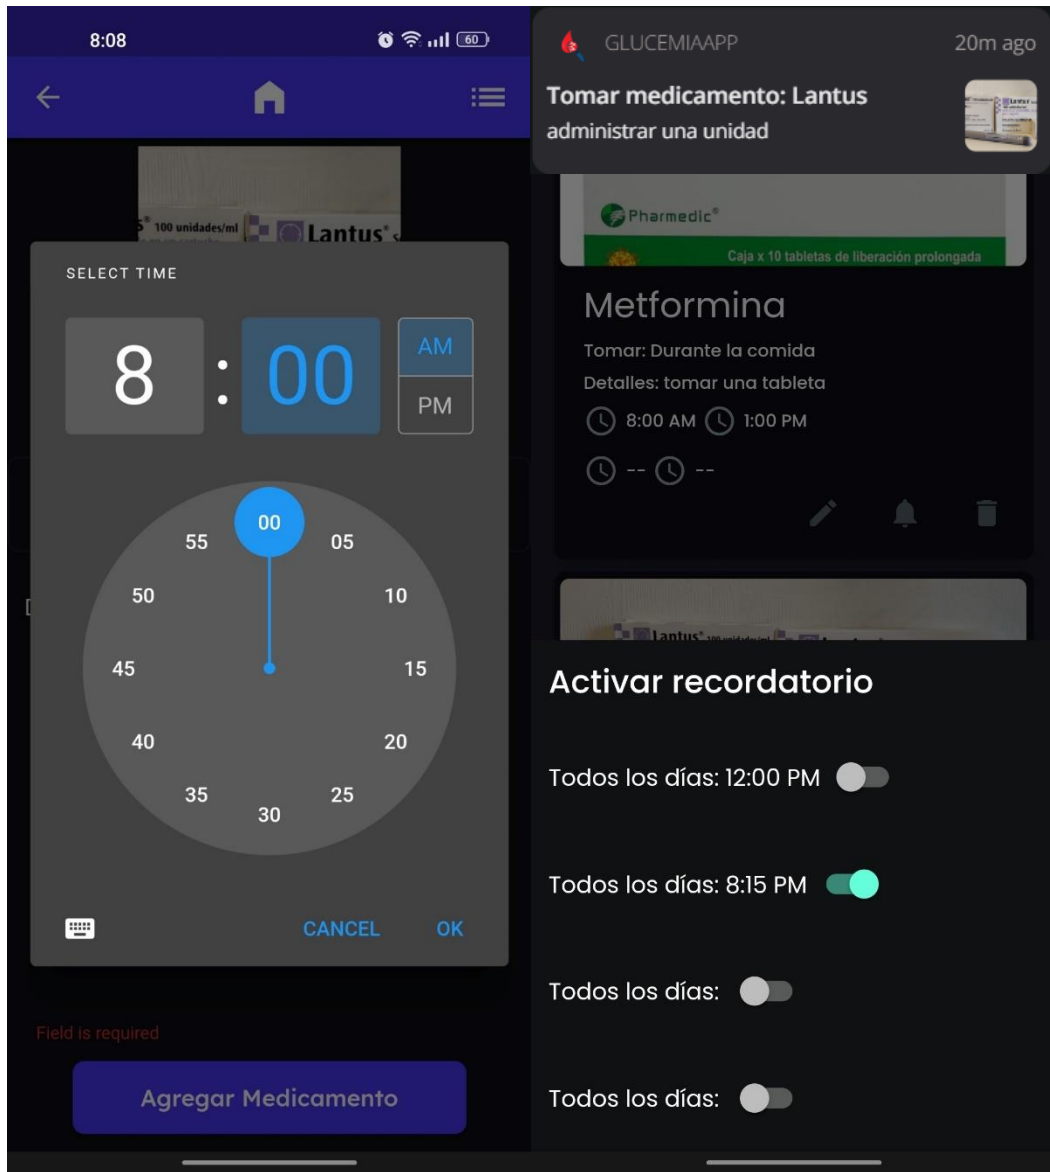 8:08
60
100 unidades/ml
Lantus®
SELECT TIME
8 : 00
AM
PM
00
05
10
15
20
25
30
35
40
45
50
55
CANCEL OK
Field is required
Agregar Medicamento
GLUCEMIAAPP 20m ago
Tomar medicamento: Lantus
administrar una unidad
Pharmedic®
Caja x 10 tabletas de liberación prolongada
Metformina
Tomar: Durante la comida
Detalles: tomar una tableta
8:00 AM 1:00 PM
-- --
Lantus®
Activar recordatorio
Todos los días: 12:00 PM
Todos los días: 8:15 PM
Todos los días:
Todos los días: